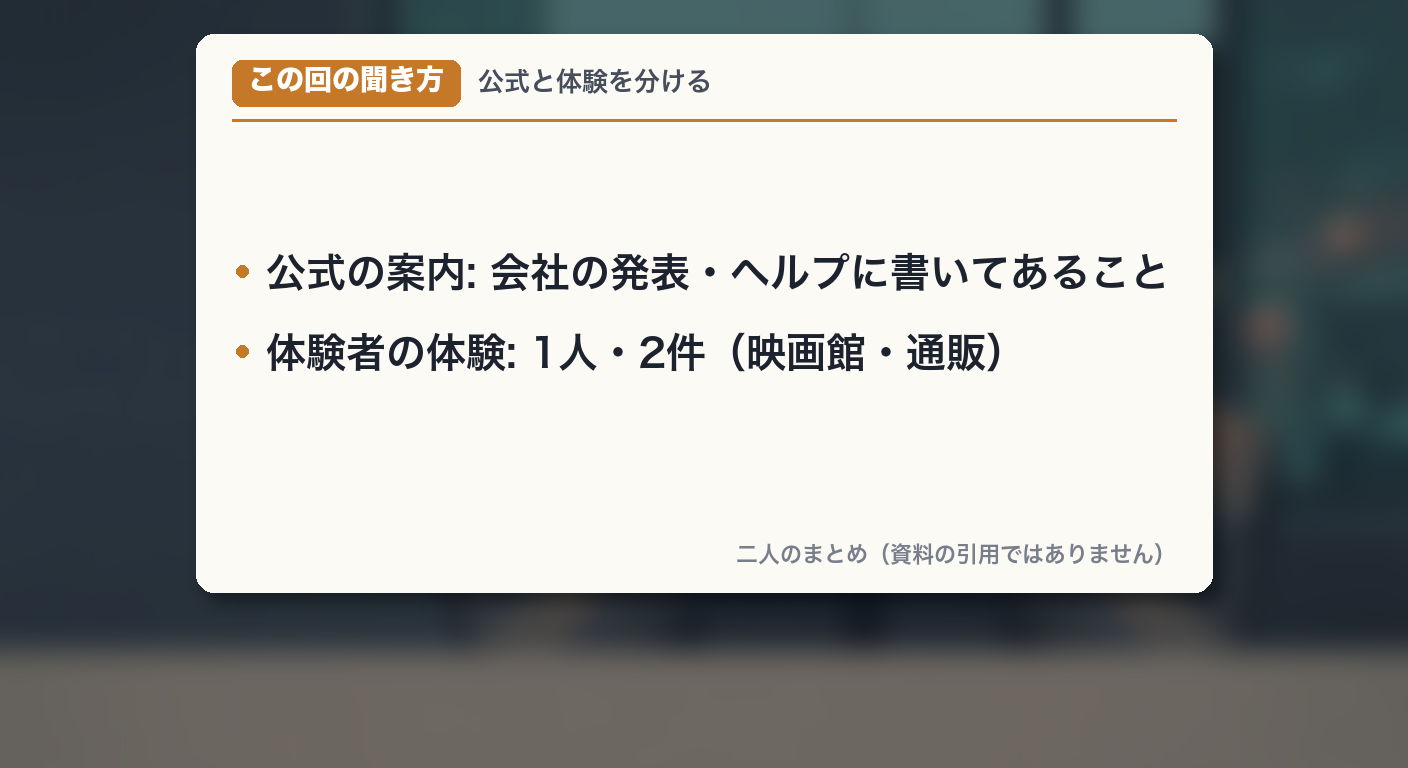 この回の聞き方 公式と体験を分ける
・公式の案内: 会社の発表・ヘルプに書いてあること
・体験者の体験: 1人・2件（映画館・通販）
二人のまとめ（資料の引用ではありません）